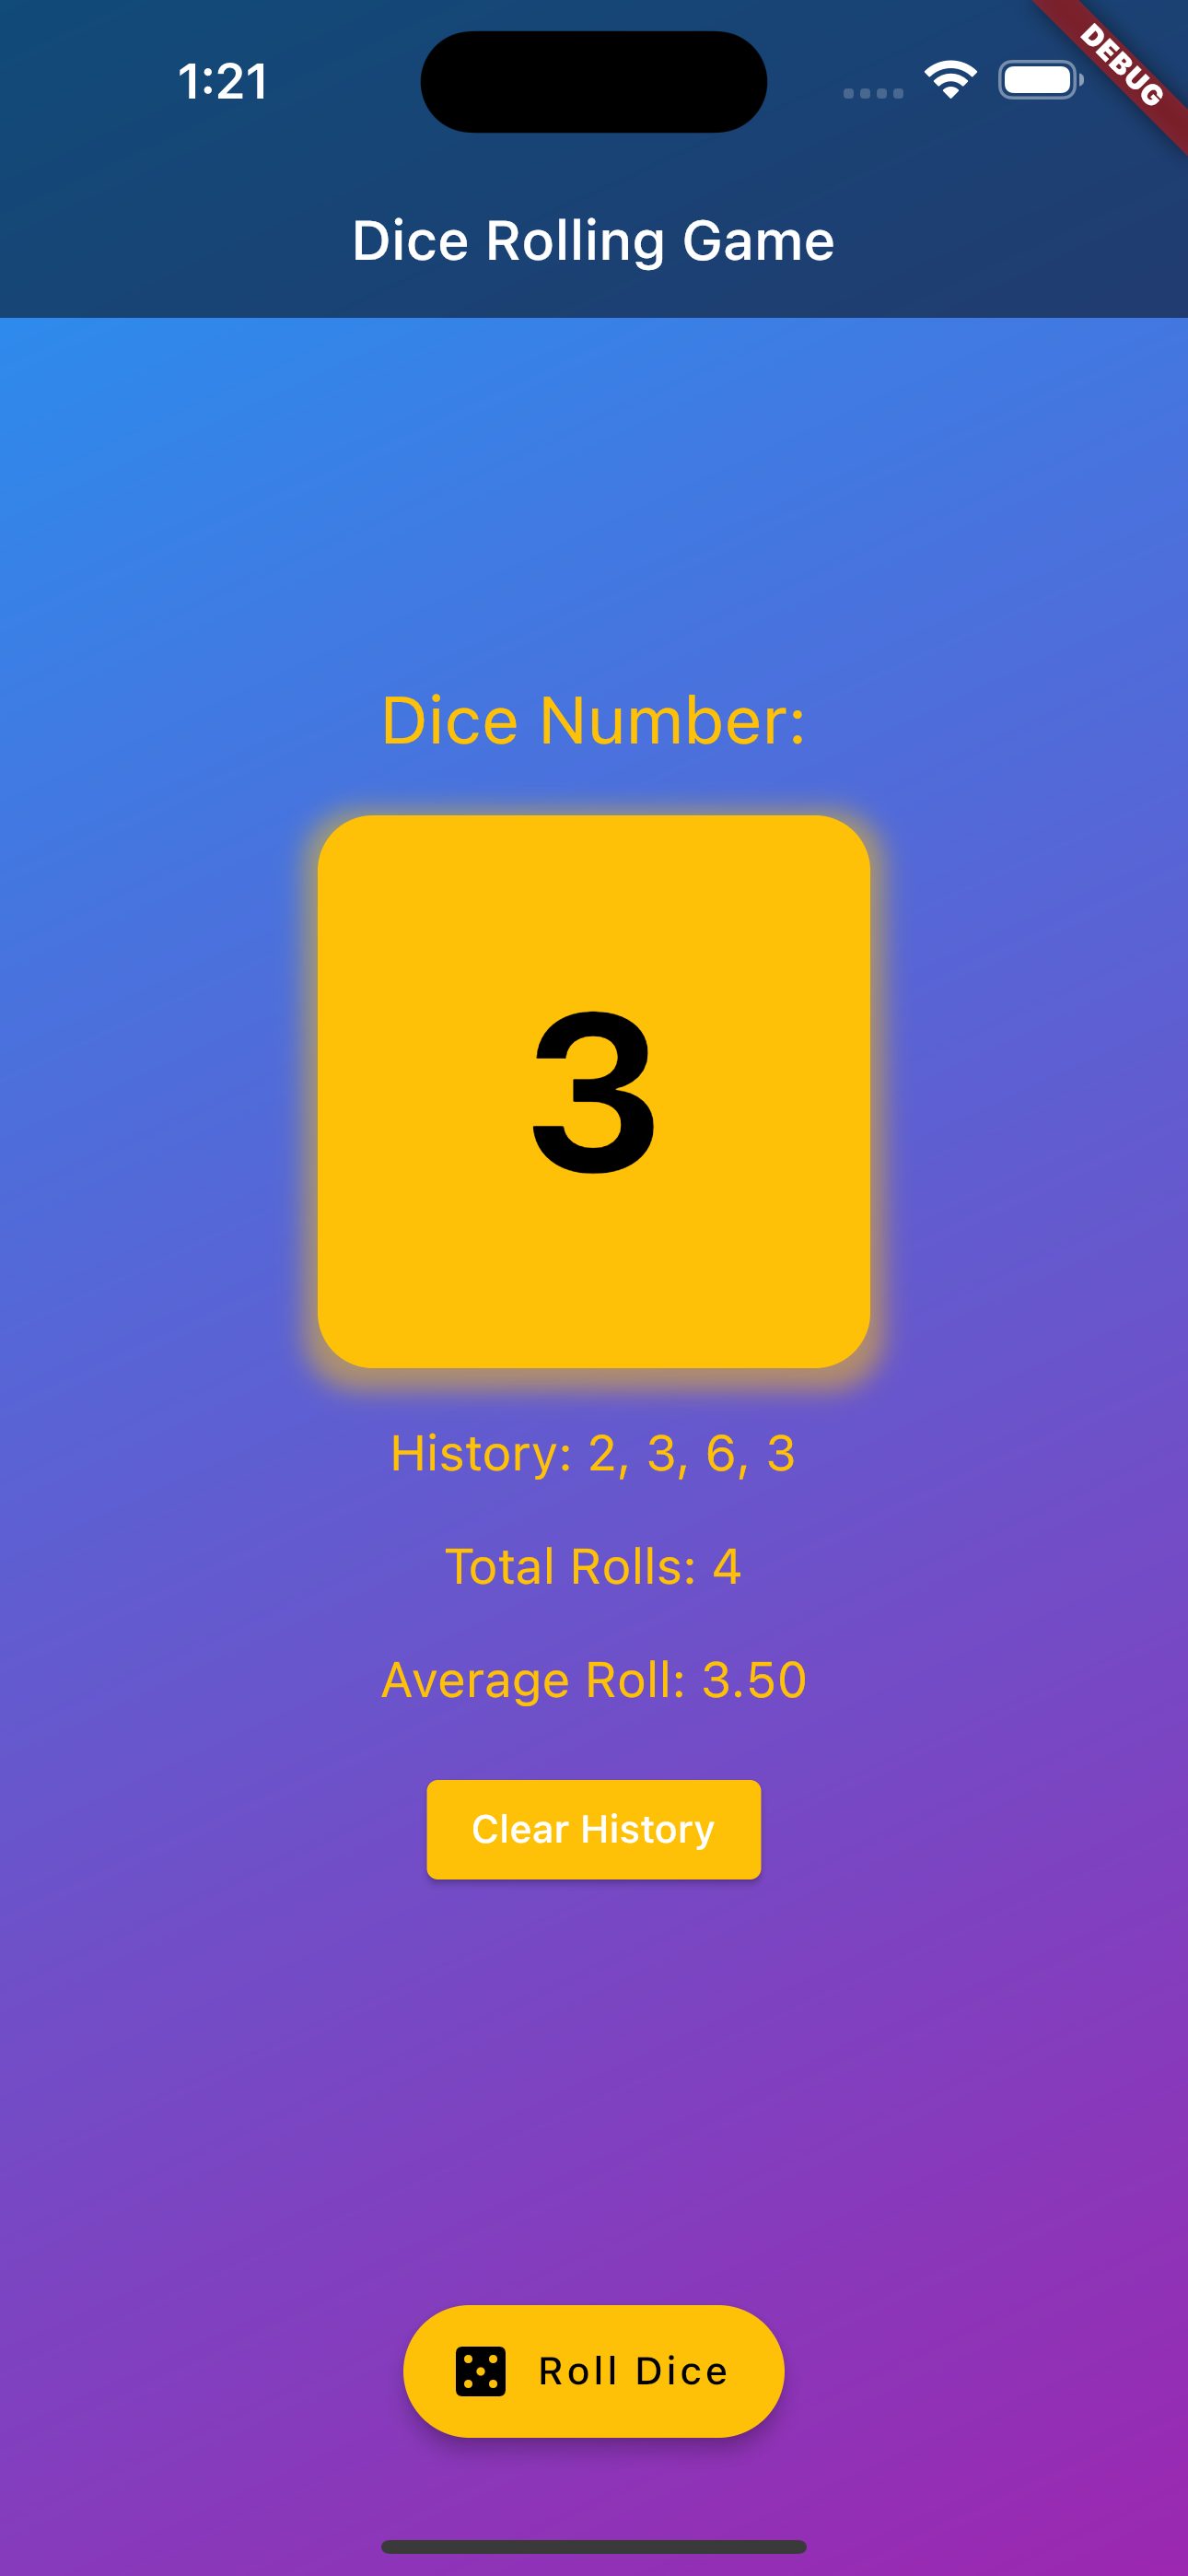 1:21
DEBUG
Dice Rolling Game
Dice Number:
3
History: 2, 3, 6, 3
Total Rolls: 4
Average Roll: 3.50
Clear History
Roll Dice